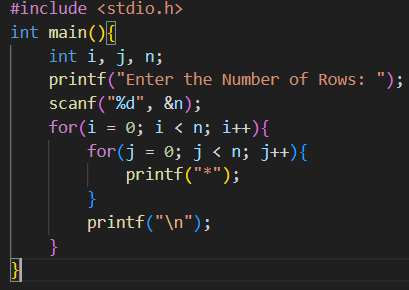 #include <stdio.h>
int main(){
    int i, j, n;
    printf("Enter the Number of Rows: ");
    scanf("%d", &n);
    for(i = 0; i < n; i++){
        for(j = 0; j < n; j++){
            printf("*");
        }
        printf("\n");
    }
}